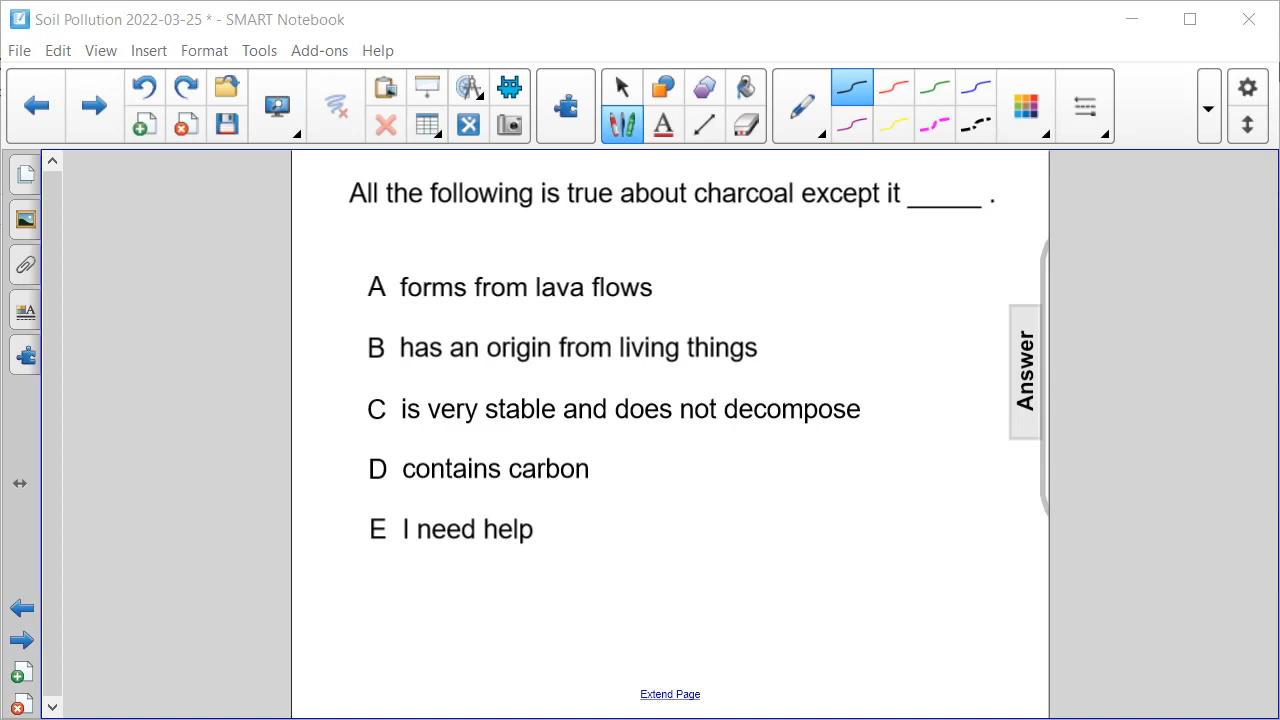 Soil Pollution 2022-03-25 * - SMART Notebook
File Edit View Insert Format Tools Add-ons Help
All the following is true about charcoal except it ______ .
A forms from lava flows
B has an origin from living things
C is very stable and does not decompose
D contains carbon
E I need help
Answer
Extend Page